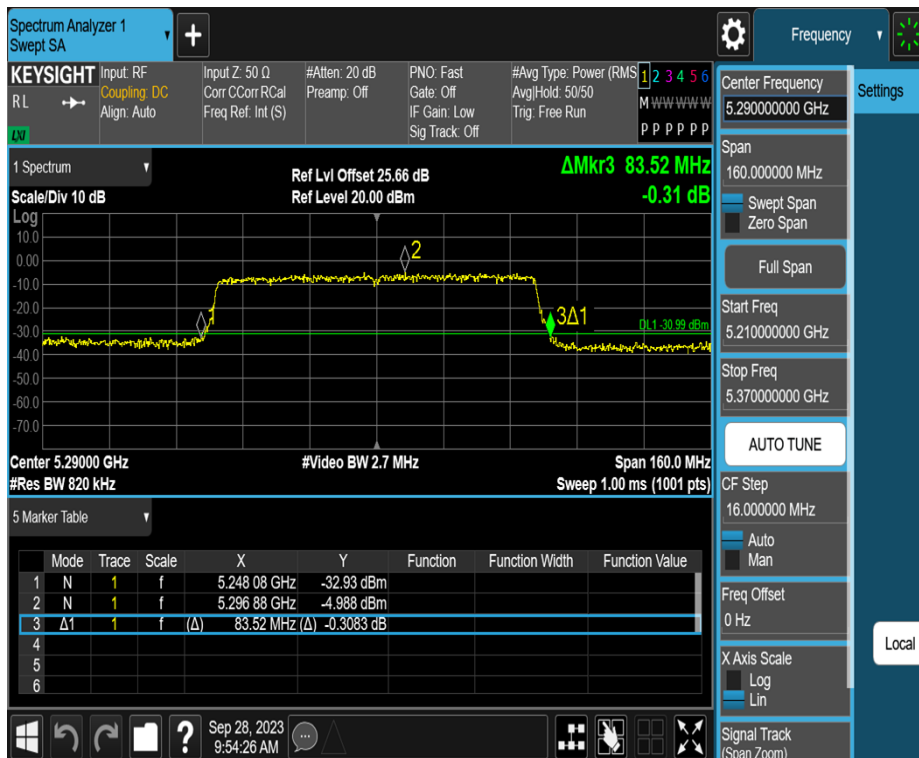 Spectrum Analyzer 1
Swept SA
+
Frequency
KEYSIGHT
RL
LXI
Input: RF
Coupling: DC
Align: Auto
Input Z: 50 Ω
Corr CCorr RCal
Freq Ref: Int (S)
#Atten: 20 dB
Preamp: Off
PNO: Fast
Gate: Off
IF Gain: Low
Sig Track: Off
#Avg Type: Power (RMS
Avg|Hold: 50/50
Trig: Free Run
1 2 3 4 5 6
M W W W W W
P P P P P P
1 Spectrum
Scale/Div 10 dB
Ref Lvl Offset 25.66 dB
Ref Level 20.00 dBm
ΔMkr3 83.52 MHz
-0.31 dB
Log
10.0
0.00
-10.0
-20.0
-30.0
-40.0
-50.0
-60.0
-70.0
1
2
3Δ1
DL1 -30.99 dBm
Center 5.29000 GHz
#Video BW 2.7 MHz
Span 160.0 MHz
#Res BW 820 kHz
Sweep 1.00 ms (1001 pts)
5 Marker Table
Mode Trace Scale X Y Function Function Width Function Value
1 N 1 f 5.248 08 GHz -32.93 dBm
2 N 1 f 5.296 88 GHz -4.988 dBm
3 Δ1 1 f (Δ) 83.52 MHz (Δ) -0.3083 dB
4
5
6
?
Sep 28, 2023
9:54:26 AM
Center Frequency
5.290000000 GHz
Span
160.000000 MHz
Swept Span
Zero Span
Full Span
Start Freq
5.210000000 GHz
Stop Freq
5.370000000 GHz
AUTO TUNE
CF Step
16.000000 MHz
Auto
Man
Freq Offset
0 Hz
X Axis Scale
Log
Lin
Signal Track
(Span Zoom)
Settings
Local